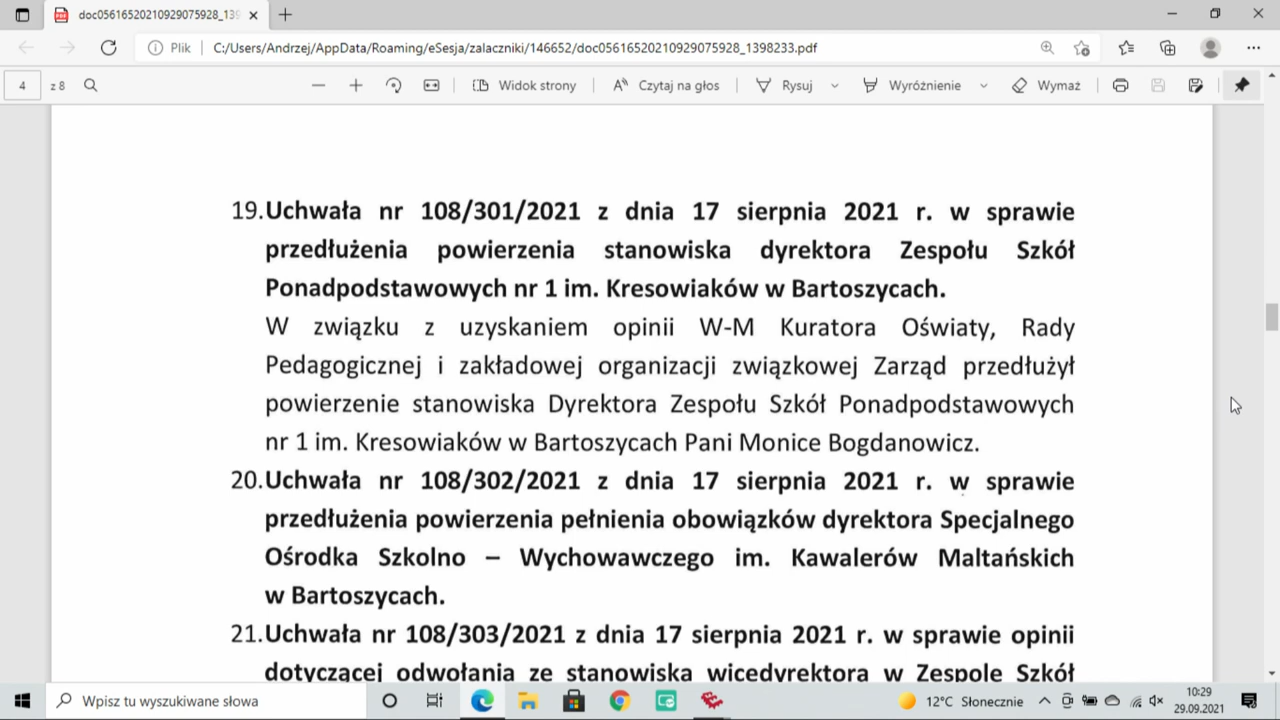 doc05616520210929075928_139
Plik
C:/Users/Andrzej/AppData/Roaming/eSesja/zalaczniki/146652/doc05616520210929075928_1398233.pdf
4 z 8
Widok strony
Czytaj na głos
Rysuj
Wyróżnienie
Wymaż
19. Uchwała nr 108/301/2021 z dnia 17 sierpnia 2021 r. w sprawie
przedłużenia powierzenia stanowiska dyrektora Zespołu Szkół
Ponadpodstawowych nr 1 im. Kresowiaków w Bartoszycach.
W związku z uzyskaniem opinii W-M Kuratora Oświaty, Rady
Pedagogicznej i zakładowej organizacji związkowej Zarząd przedłużył
powierzenie stanowiska Dyrektora Zespołu Szkół Ponadpodstawowych
nr 1 im. Kresowiaków w Bartoszycach Pani Monice Bogdanowicz.
20. Uchwała nr 108/302/2021 z dnia 17 sierpnia 2021 r. w sprawie
przedłużenia powierzenia pełnienia obowiązków dyrektora Specjalnego
Ośrodka Szkolno – Wychowawczego im. Kawalerów Maltańskich
w Bartoszycach.
21. Uchwała nr 108/303/2021 z dnia 17 sierpnia 2021 r. w sprawie opinii
dotyczącej odwołania ze stanowiska wicedyrektora w Zespole Szkół
Wpisz tu wyszukiwane słowa
12°C Słonecznie
10:29
29.09.2021